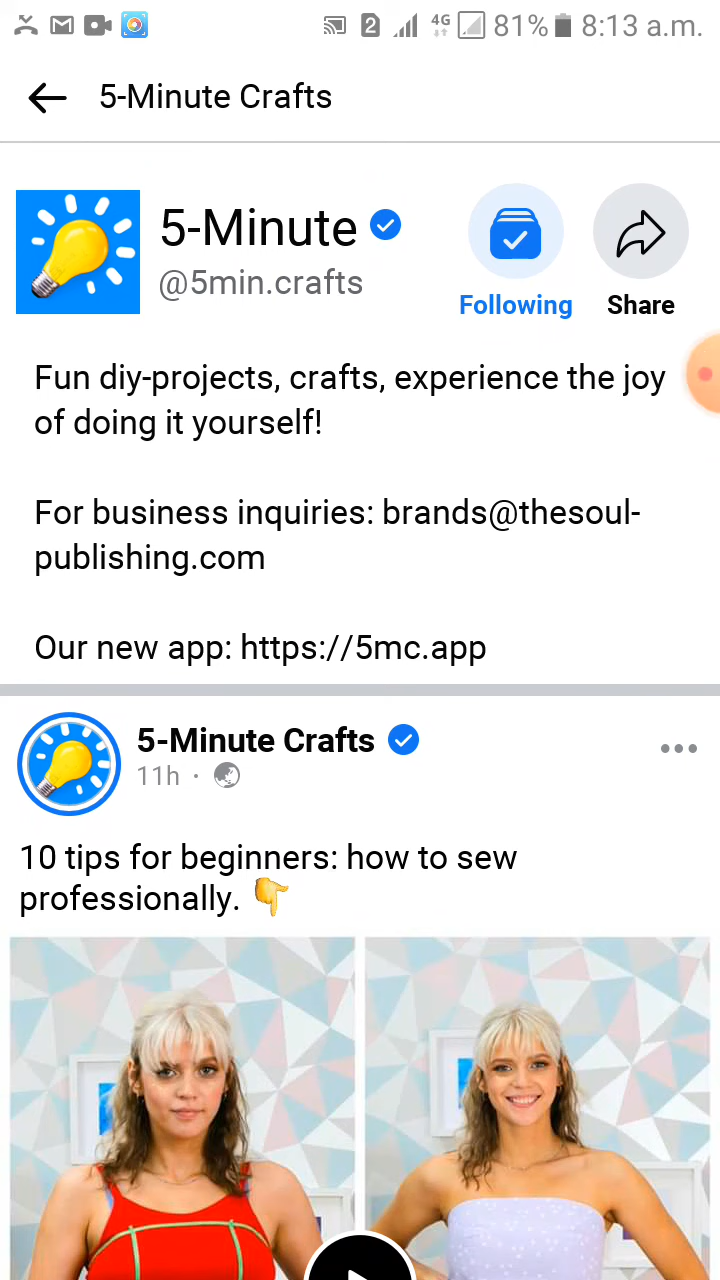 2 4G 81% 8:13 a.m.
5-Minute Crafts
5-Minute
@5min.crafts
Following
Share
Fun diy-projects, crafts, experience the joy
of doing it yourself!
For business inquiries: brands@thesoul-
publishing.com
Our new app: https://5mc.app
5-Minute Crafts
11h ·
10 tips for beginners: how to sew
professionally. 👇